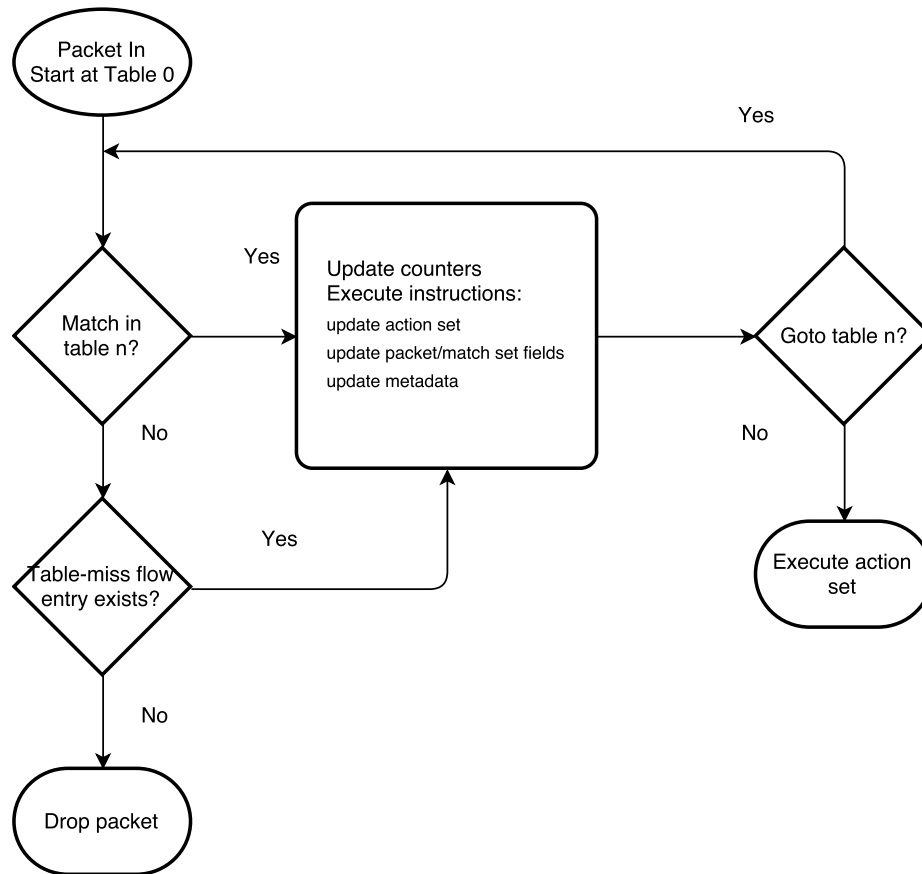 Packet In
Start at Table 0
Yes
Yes
Update counters
Execute instructions:
update action set
update packet/match set fields
update metadata
Match in
table n?
Goto table n?
No
No
Yes
Table-miss flow
entry exists?
Execute action
set
No
Drop packet